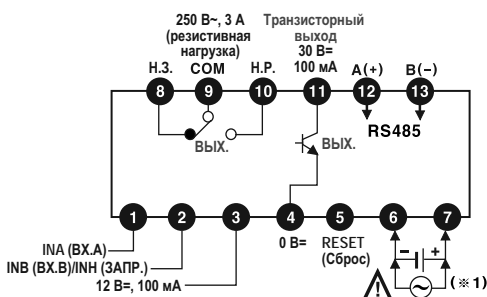 250 В~, 3 А
(резистивная
нагрузка)
Транзисторный
выход
30 В=
100 мА
Н.З. COM Н.Р. A(+) B(−)
8 9 10 11 12 13
RS485
ВЫХ. ВЫХ.
1 2 3 4 5 6 7
0 В= RESET
(Сброс)
INA (ВХ.А)
INB (ВХ.В)/INH (ЗАПР.)
12 В=, 100 мА
− +
(※1)